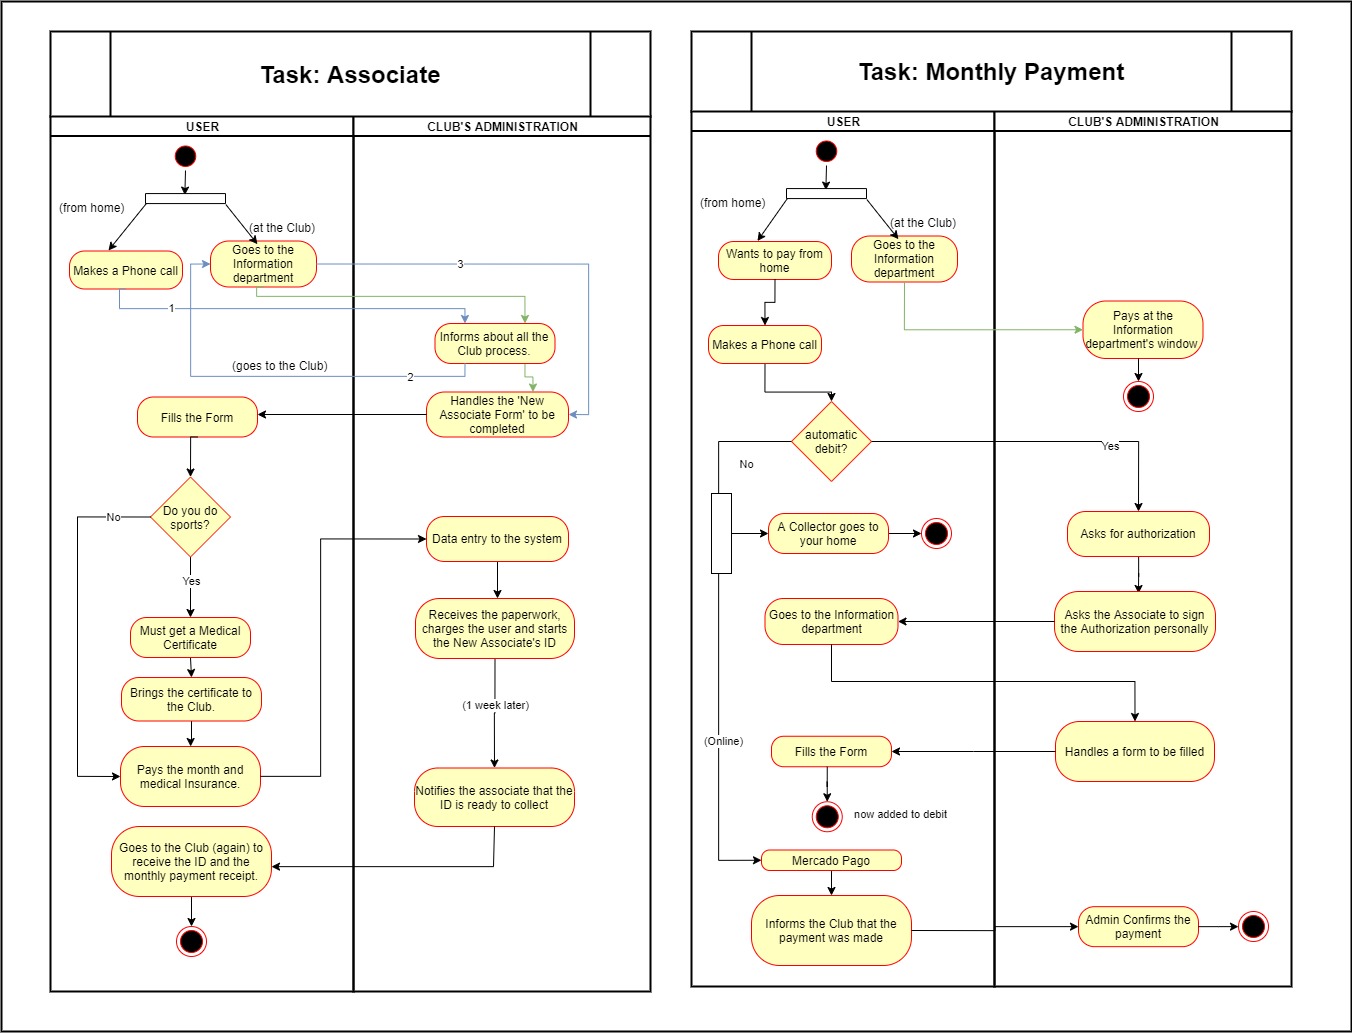 Task: Associate
USER
CLUB'S ADMINISTRATION
(from home)
(at the Club)
Makes a Phone call
Goes to the
Information
department
3
1
Informs about all the
Club process.
(goes to the Club)
2
Handles the 'New
Associate Form' to be
completed
Fills the Form
Do you do
sports?
No
Yes
Data entry to the system
Must get a Medical
Certificate
Receives the paperwork,
charges the user and starts
the New Associate's ID
Brings the certificate to
the Club.
(1 week later)
Pays the month and
medical Insurance.
Notifies the associate that the
ID is ready to collect
Goes to the Club (again) to
receive the ID and the
monthly payment receipt.
Task: Monthly Payment
USER
CLUB'S ADMINISTRATION
(from home)
(at the Club)
Wants to pay from
home
Goes to the
Information
department
Pays at the
Information
department's window
Makes a Phone call
automatic
debit?
No
Yes
A Collector goes to
your home
Asks for authorization
Goes to the Information
department
Asks the Associate to sign
the Authorization personally
(Online)
Fills the Form
Handles a form to be filled
now added to debit
Mercado Pago
Informs the Club that the
payment was made
Admin Confirms the
payment